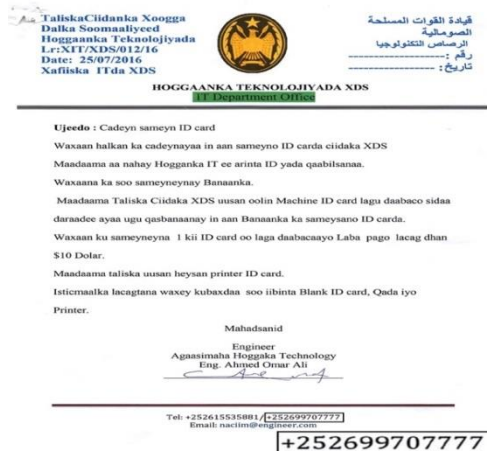 TaliskaCiidanka Xoogga
Dalka Soomaaliyeed
Hoggaanka Teknolojiyada
Lr:XIT/XDS/012/16
Date: 25/07/2016
Xafiiska ITda XDS
قيادة القوات المسلحة
الصومالية
الرصاص التكنولوجيا
رقم :--------------------
تاريخ:------------------
HOGGAANKA TEKNOLOJIYADA XDS
iT Department Office
Ujeedo : Cadeyn sameyn ID card
Waxaan halkan ka cadeynayaa in aan sameyno ID carda ciidaka XDS
Maadaama aa nahay Hogganka IT ee arinta ID yada qaabilsanaa.
Waxaana ka soo sameyneynay Banaanka.
Maadaama Taliska Ciidaka XDS uusan oolin Machine ID card lagu daabaco sidaa
daraadee ayaa ugu qasbanaanay in aan Banaanka ka sameysano ID carda.
Waxaan ku sameyneyna 1 kii ID card oo laga daabacaayo Laba pago lacag dhan
$10 Dolar.
Maadaama taliska uusan heysan printer ID card.
Isticmaalka lacagtana waxey kubaxdaa soo iibinta Blank ID card, Qada iyo
Printer.
Mahadsanid
Engineer
Agaasimaha Hoggaka Technology
Eng. Ahmed Omar Ali
Tel: +252615535881/+252699707777
Email: naciim@engineer.com
+252699707777